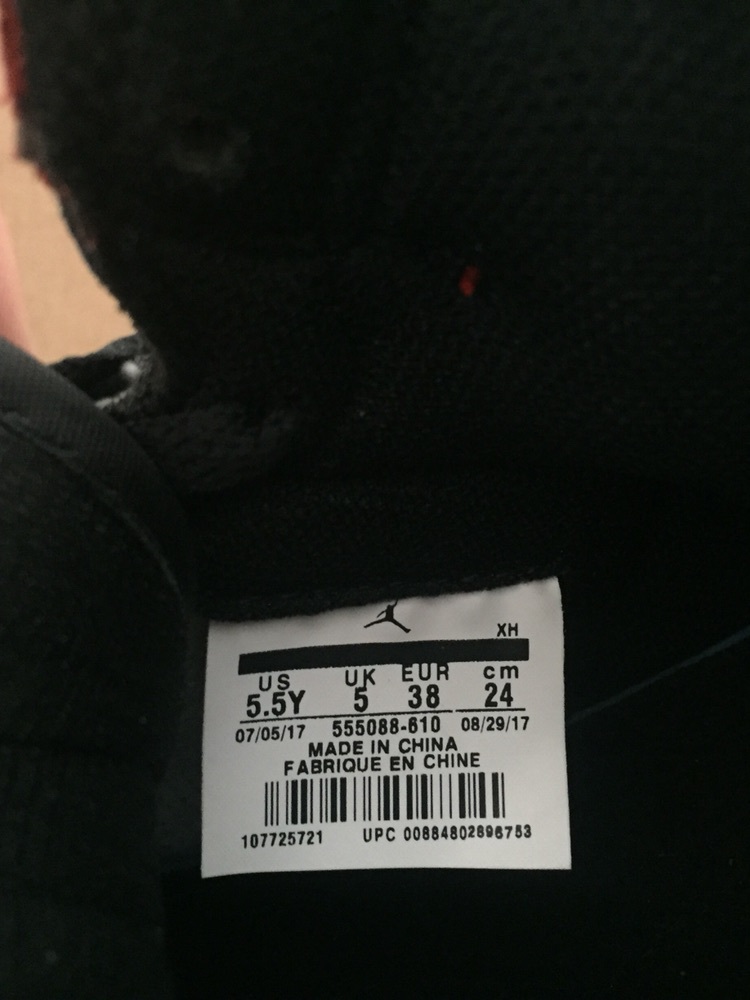 XH
US UK EUR cm
5.5Y 5 38 24
07/05/17 555088-610 08/29/17
MADE IN CHINA
FABRIQUE EN CHINE
107725721 UPC 00884802896753